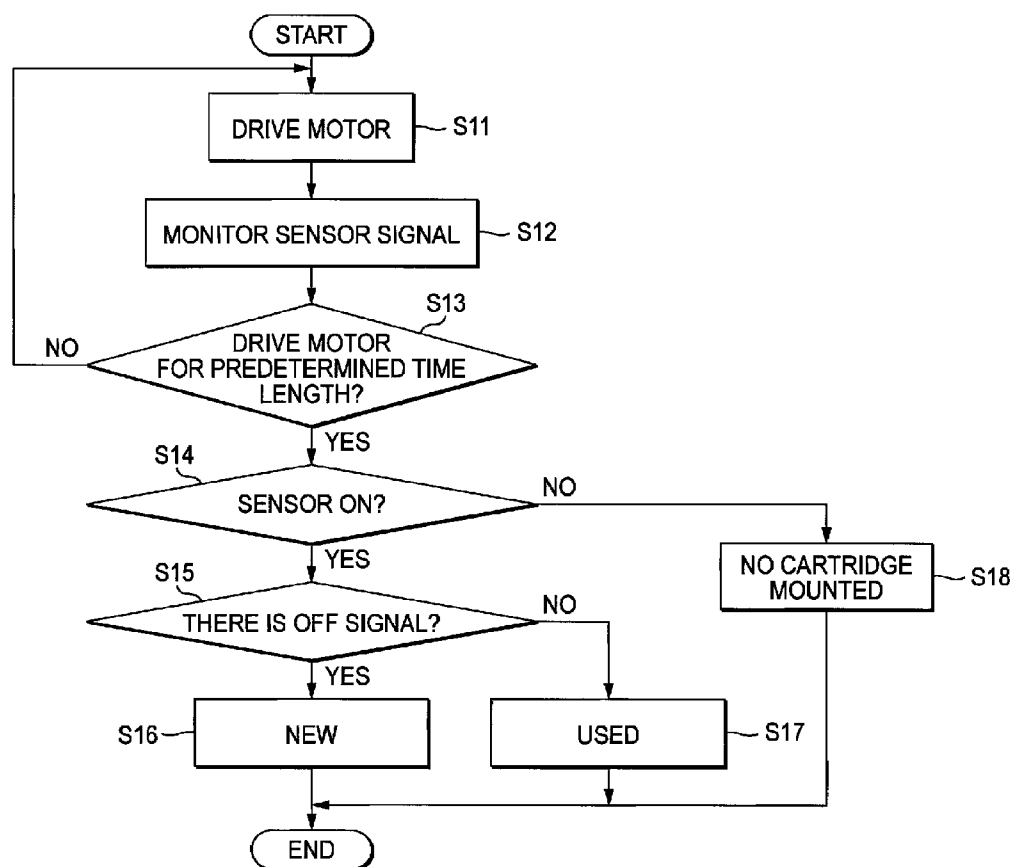 START
DRIVE MOTOR
S11
MONITOR SENSOR SIGNAL
S12
S13
NO
DRIVE MOTOR
FOR PREDETERMINED TIME
LENGTH?
YES
S14
SENSOR ON?
NO
YES
NO CARTRIDGE
MOUNTED
S18
S15
THERE IS OFF SIGNAL?
NO
YES
S16
NEW
USED
S17
END